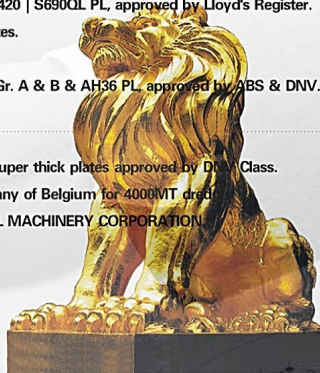 420 | S690QL PL, approved by Lloyd's Register.
tes.
Gr. A & B & AH36 PL, approved by ABS & DNV.
uper thick plates approved by DNV Class.
any of Belgium for 4000MT
L MACHINERY CORPORATION